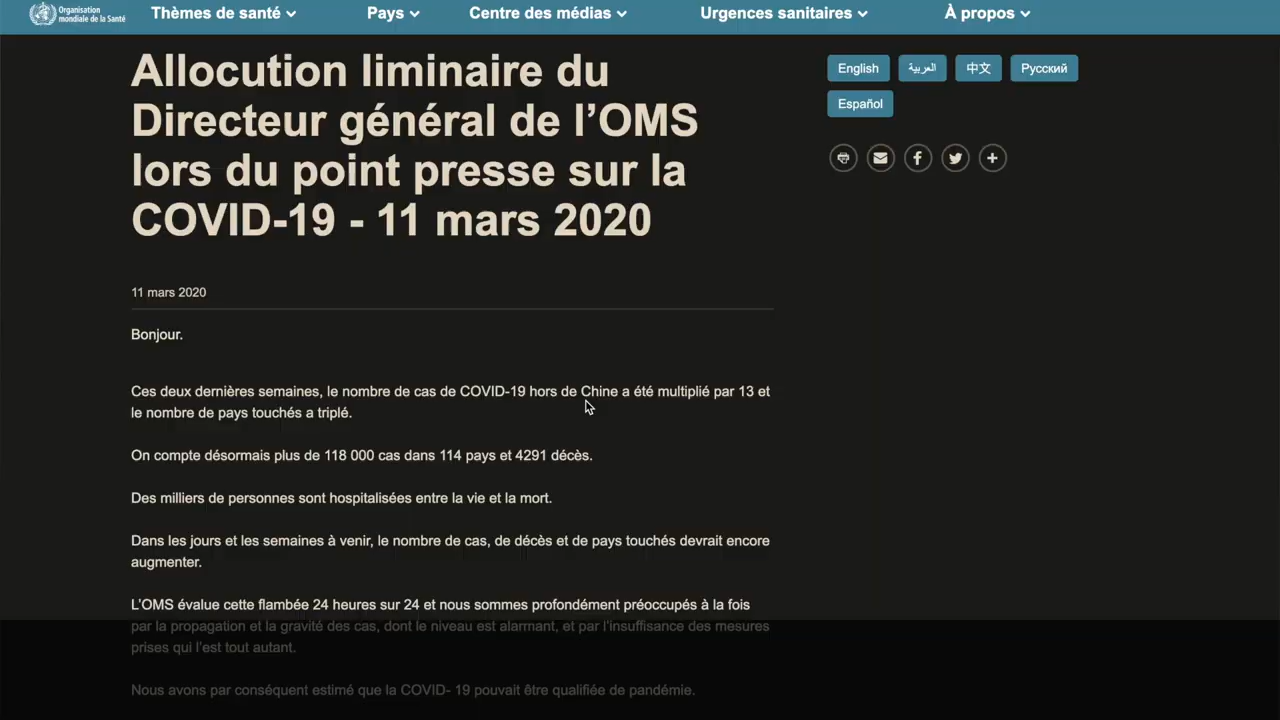 Organisation
mondiale de la Santé
Thèmes de santé
Pays
Centre des médias
Urgences sanitaires
À propos
Allocution liminaire du
Directeur général de l’OMS
lors du point presse sur la
COVID-19 - 11 mars 2020
English
العربية
中文
Русский
Español
11 mars 2020
Bonjour.
Ces deux dernières semaines, le nombre de cas de COVID-19 hors de Chine a été multiplié par 13 et
le nombre de pays touchés a triplé.
On compte désormais plus de 118 000 cas dans 114 pays et 4291 décès.
Des milliers de personnes sont hospitalisées entre la vie et la mort.
Dans les jours et les semaines à venir, le nombre de cas, de décès et de pays touchés devrait encore
augmenter.
L’OMS évalue cette flambée 24 heures sur 24 et nous sommes profondément préoccupés à la fois
par la propagation et la gravité des cas, dont le niveau est alarmant, et par l’insuffisance des mesures
prises qui l’est tout autant.
Nous avons par conséquent estimé que la COVID- 19 pouvait être qualifiée de pandémie.